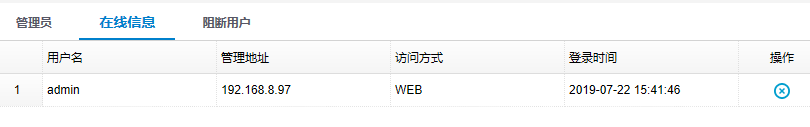 管理员 在线信息 阻断用户
用户名 管理地址 访问方式 登录时间 操作
1 admin 192.168.8.97 WEB 2019-07-22 15:41:46